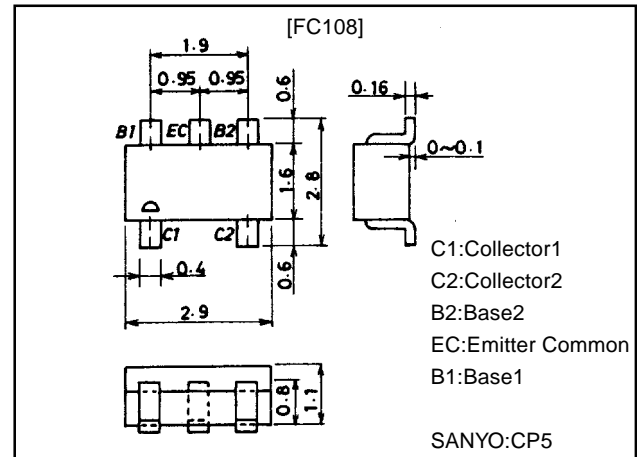 [FC108]
1.9
0.95 0.95
0.6
0.16
B1 EC B2
0~0.1
1.6
2.8
C1 C2
0.6
0.4
2.9
C1:Collector1
C2:Collector2
B2:Base2
EC:Emitter Common
B1:Base1
0.8
1.1
SANYO:CP5